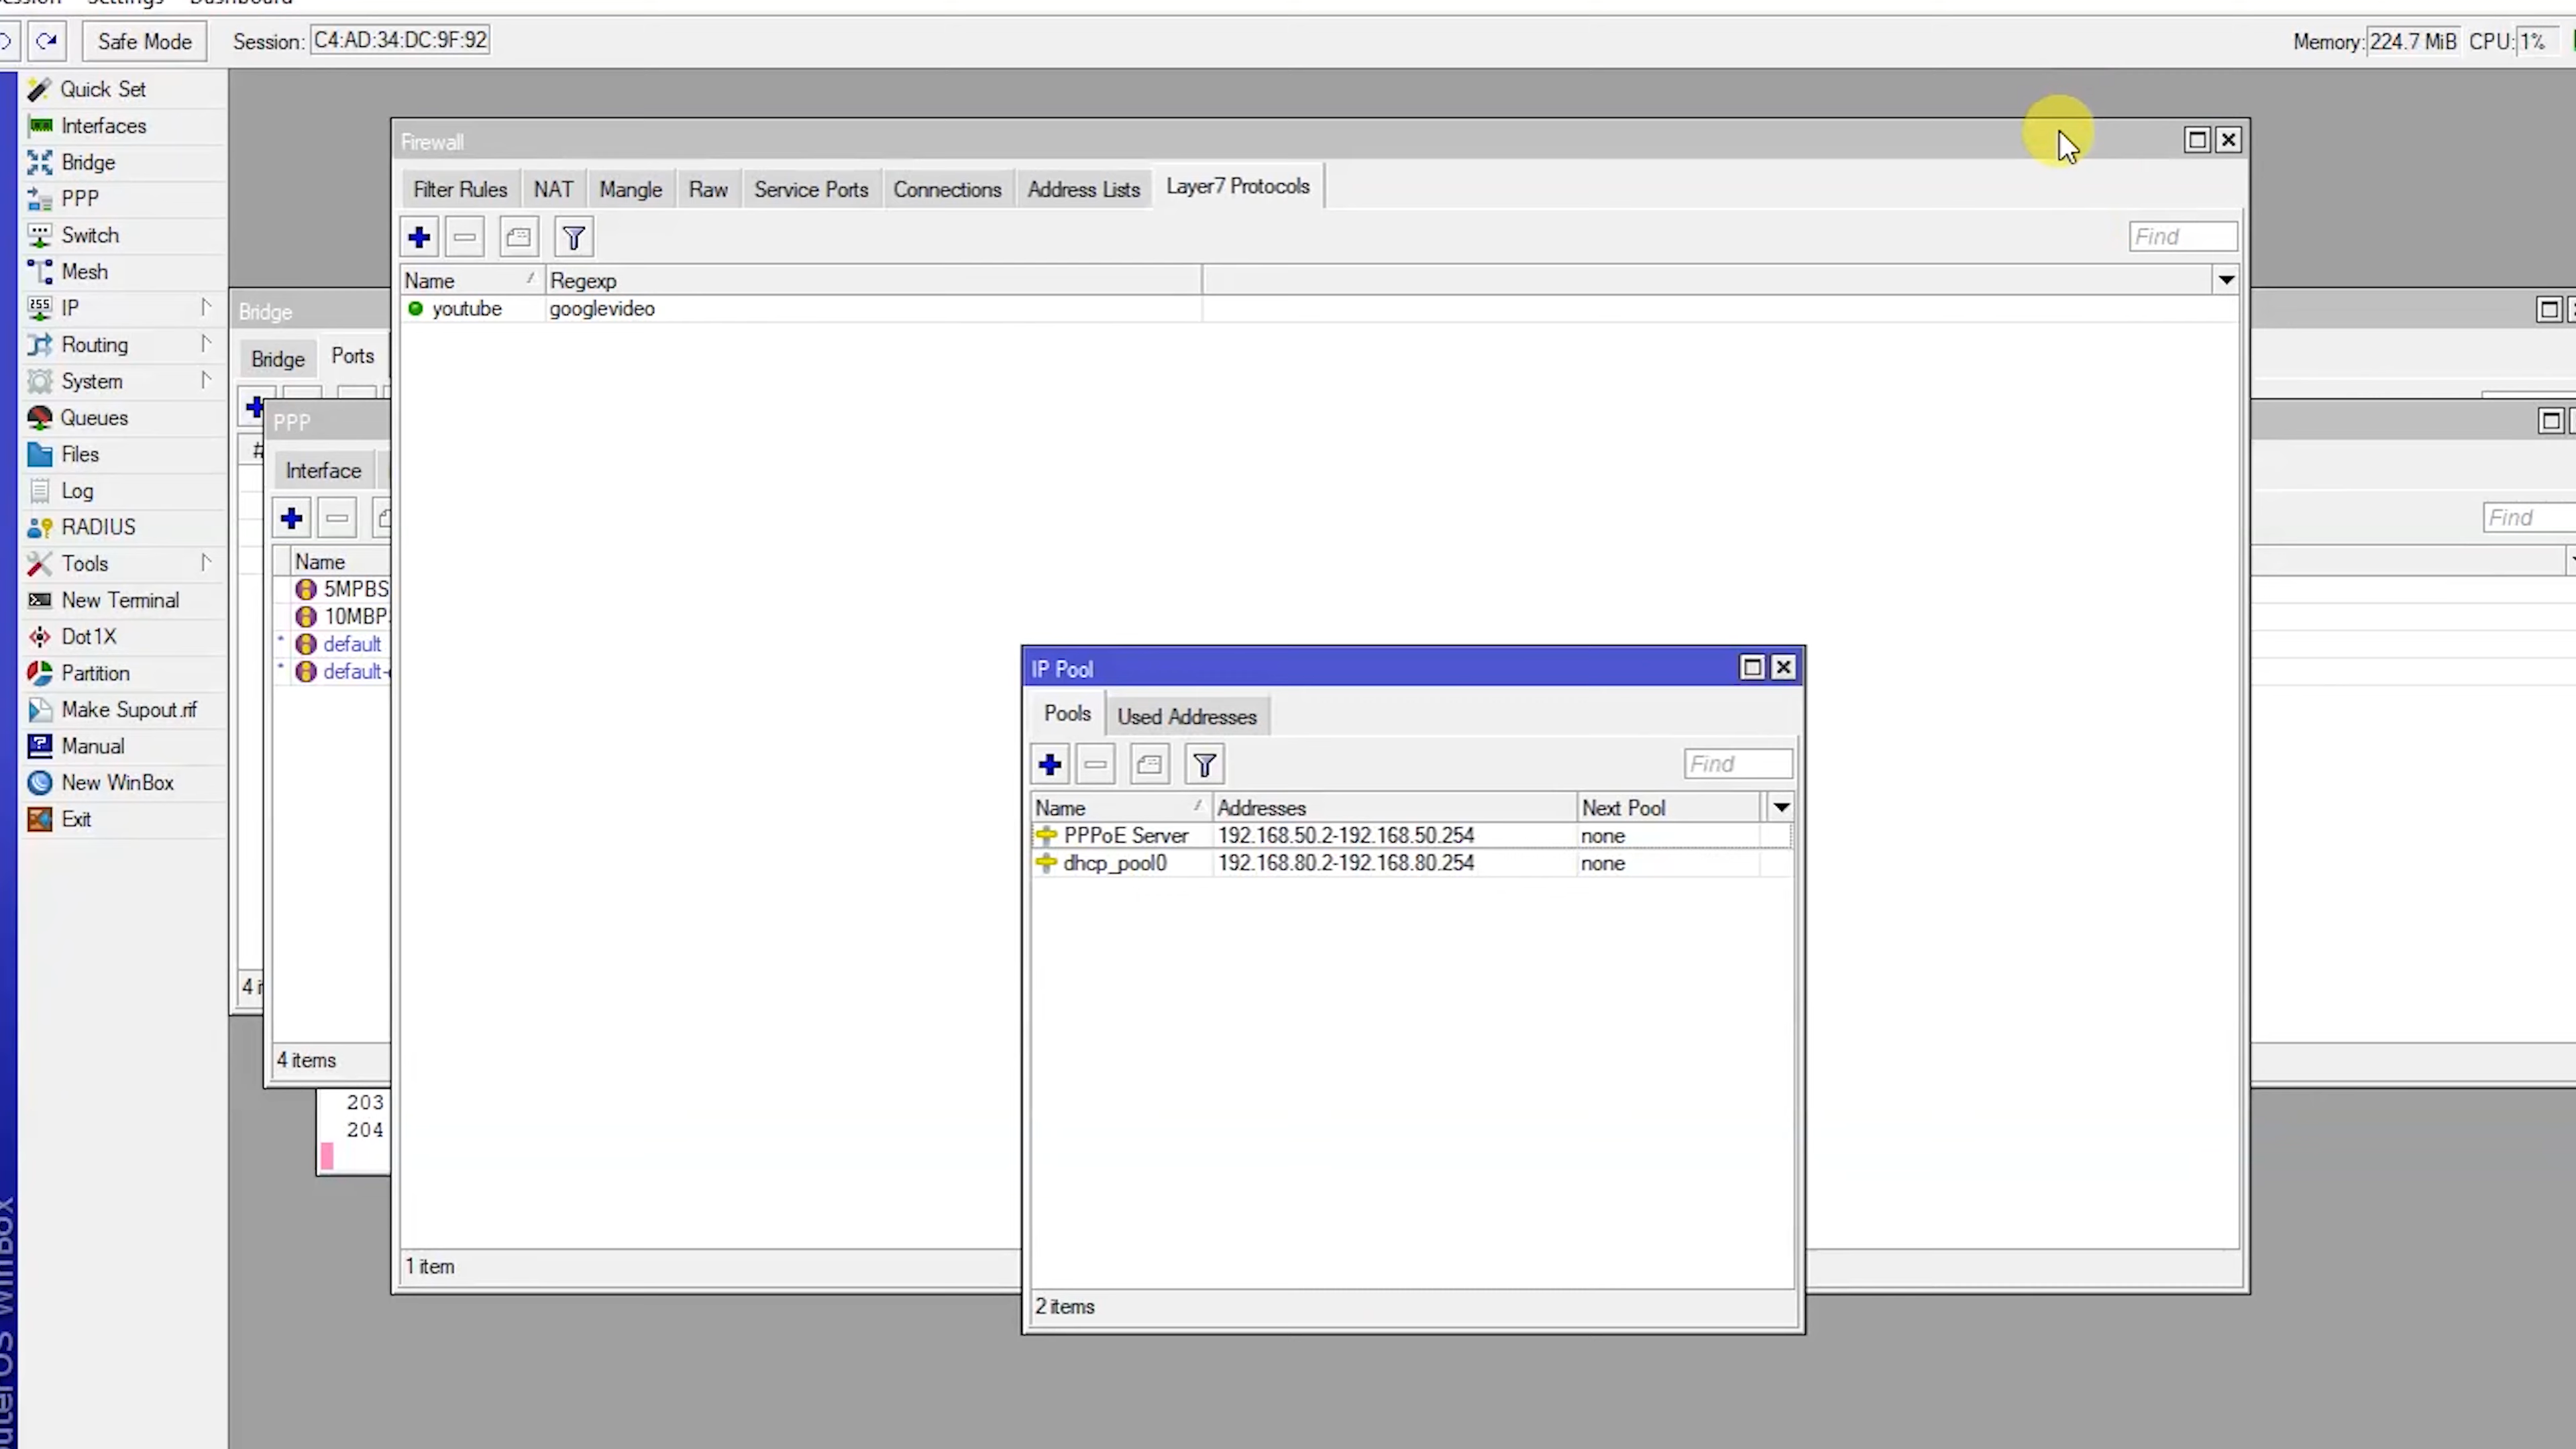 Session Settings Dashboard
Safe Mode Session: C4:AD:34:DC:9F:92 Memory: 224.7 MiB CPU: 1%
Quick Set
Interfaces
Bridge
PPP
Switch
Mesh
IP
Routing
System
Queues
Files
Log
RADIUS
Tools
New Terminal
Dot1X
Partition
Make Supout.rif
Manual
New WinBox
Exit
Firewall
Filter Rules NAT Mangle Raw Service Ports Connections Address Lists Layer7 Protocols
Find
Name Regexp
youtube googlevideo
1 item
Bridge
Bridge Ports
#
PPP
Interface
Find
Name
5MPBS
10MBP
default
default-
4 items
203
204
IP Pool
Pools Used Addresses
Find
Name Addresses Next Pool
PPPoE Server 192.168.50.2-192.168.50.254 none
dhcp_pool0 192.168.80.2-192.168.80.254 none
2 items